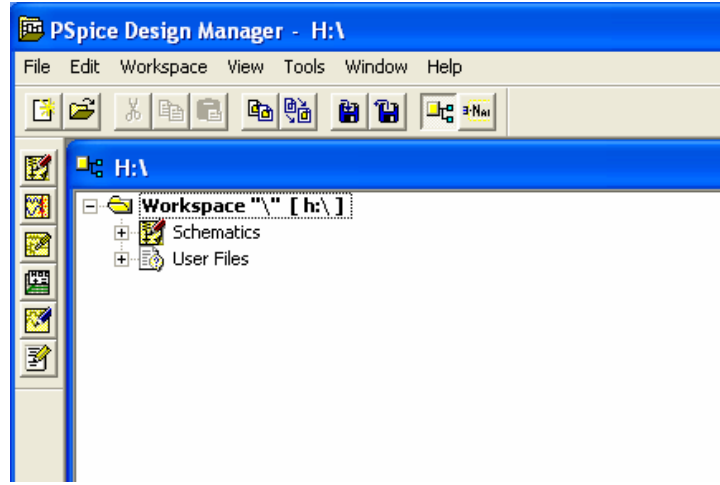 PSpice Design Manager - H:\
File Edit Workspace View Tools Window Help
H:\
Workspace "\" [ h:\ ]
Schematics
User Files